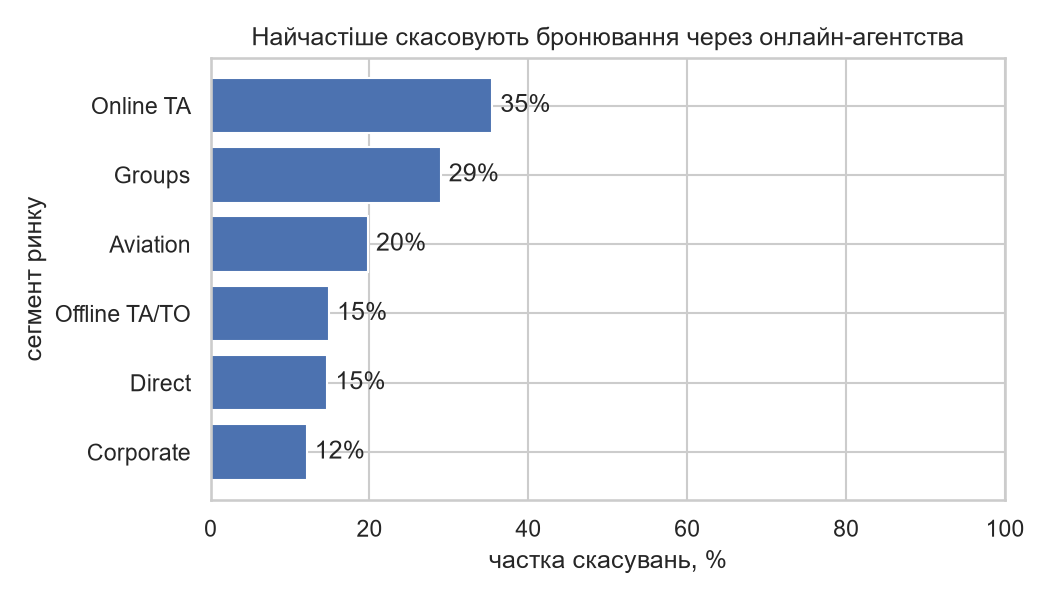 Найчастіше скасовують бронювання через онлайн-агентства
Online TA 35%
Groups 29%
Aviation 20%
Offline TA/TO 15%
Direct 15%
Corporate 12%
сегмент ринку
0 20 40 60 80 100
частка скасувань, %